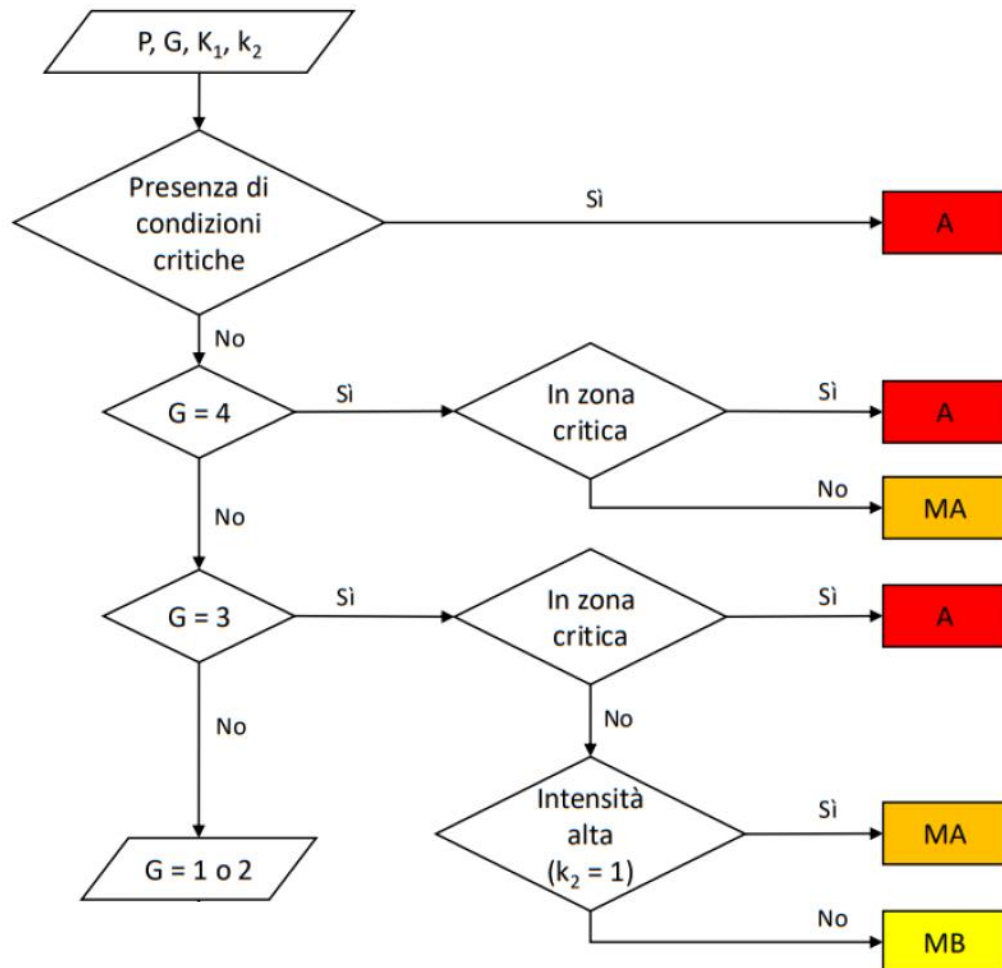 P, G, K₁, k₂
Presenza di
condizioni
critiche
Sì
A
No
G = 4
Sì
In zona
critica
Sì
A
No
MA
No
G = 3
Sì
In zona
critica
Sì
A
No
No
Intensità
alta
(k₂ = 1)
Sì
MA
G = 1 o 2
No
MB